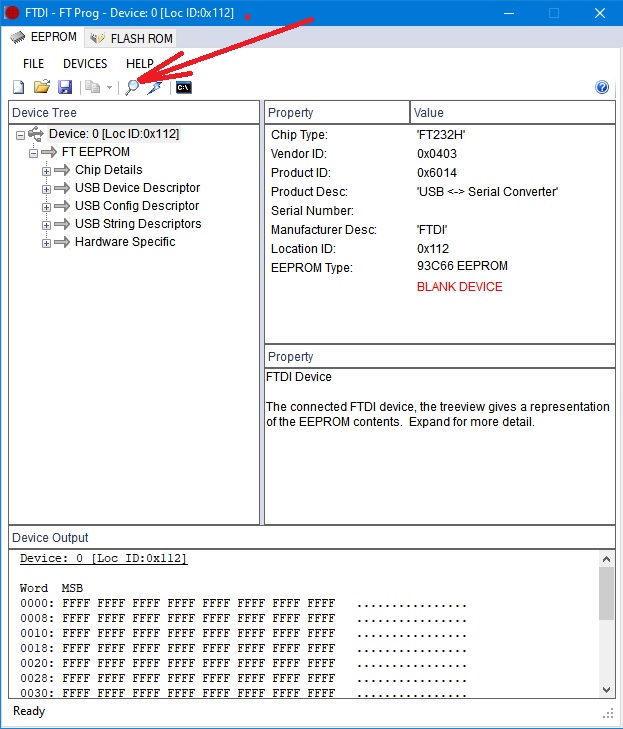 FTDI - FT Prog - Device: 0 [Loc ID:0x112]
EEPROM
FLASH ROM
FILE DEVICES HELP
C:\
Device Tree
Device: 0 [Loc ID:0x112]
FT EEPROM
Chip Details
USB Device Descriptor
USB Config Descriptor
USB String Descriptors
Hardware Specific
Property Value
Chip Type: 'FT232H'
Vendor ID: 0x0403
Product ID: 0x6014
Product Desc: 'USB <-> Serial Converter'
Serial Number:
Manufacturer Desc: 'FTDI'
Location ID: 0x112
EEPROM Type: 93C66 EEPROM
BLANK DEVICE
Property
FTDI Device
The connected FTDI device, the treeview gives a representation
of the EEPROM contents.  Expand for more detail.
Device Output
Device: 0 [Loc ID:0x112]
Word MSB
0000: FFFF FFFF FFFF FFFF FFFF FFFF FFFF FFFF ................
0008: FFFF FFFF FFFF FFFF FFFF FFFF FFFF FFFF ................
0010: FFFF FFFF FFFF FFFF FFFF FFFF FFFF FFFF ................
0018: FFFF FFFF FFFF FFFF FFFF FFFF FFFF FFFF ................
0020: FFFF FFFF FFFF FFFF FFFF FFFF FFFF FFFF ................
0028: FFFF FFFF FFFF FFFF FFFF FFFF FFFF FFFF ................
0030: FFFF FFFF FFFF FFFF FFFF FFFF FFFF FFFF ................
Ready